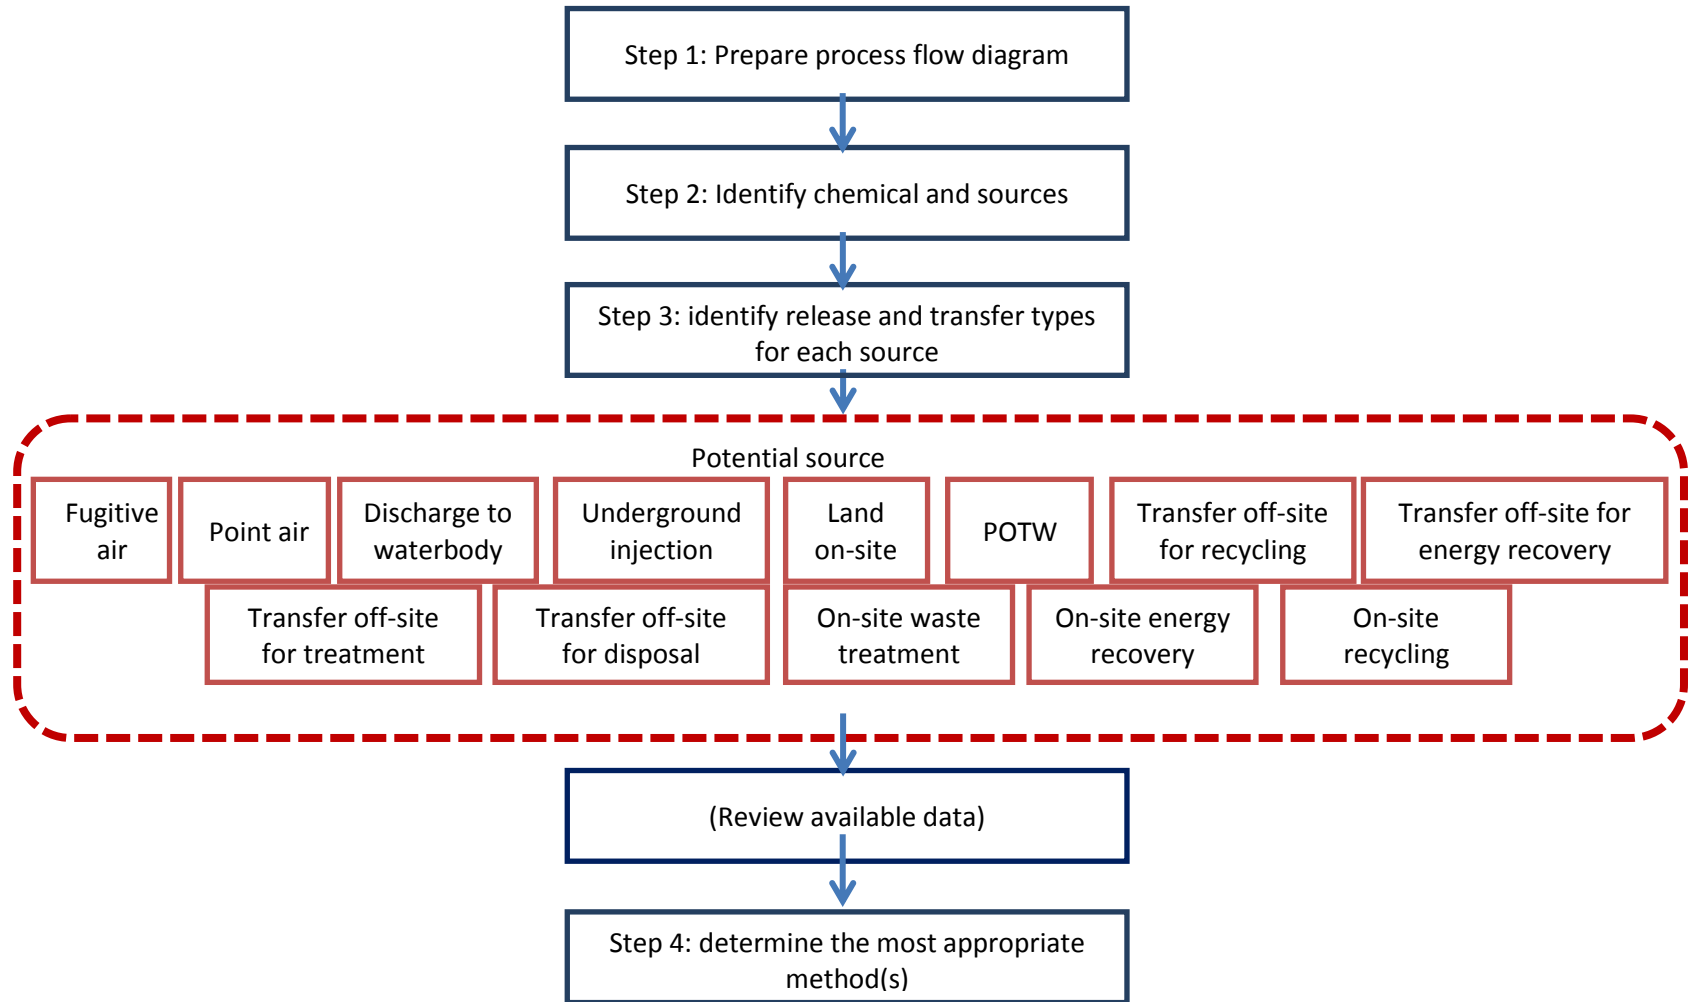 Step 1: Prepare process flow diagram
Step 2: Identify chemical and sources
Step 3: identify release and transfer types
for each source
Potential source
Fugitive
air
Point air
Discharge to
waterbody
Underground
injection
Land
on-site
POTW
Transfer off-site
for recycling
Transfer off-site for
energy recovery
Transfer off-site
for treatment
Transfer off-site
for disposal
On-site waste
treatment
On-site energy
recovery
On-site
recycling
(Review available data)
Step 4: determine the most appropriate
method(s)